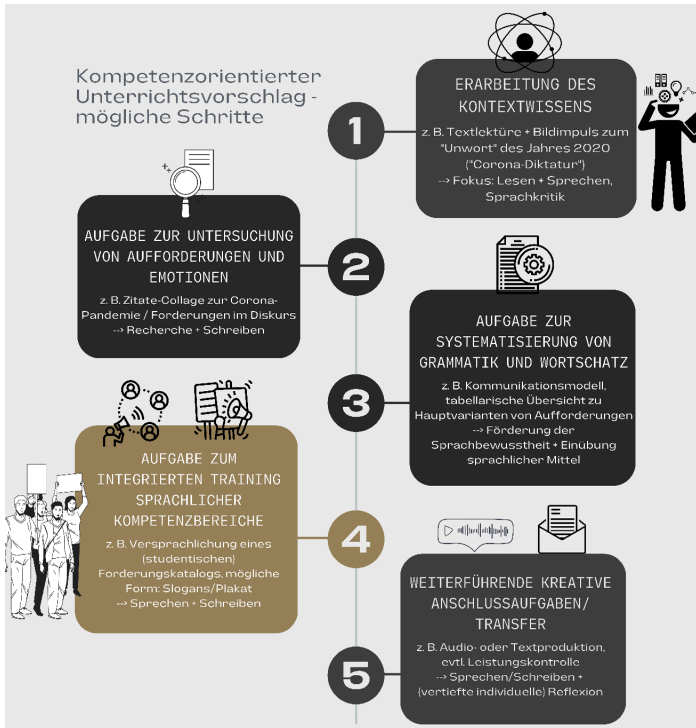 Kompetenzorientierter
Unterrichtsvorschlag -
mögliche Schritte
1
ERARBEITUNG DES
KONTEXTWISSENS
z. B. Textlektüre + Bildimpuls zum
"Unwort" des Jahres 2020
("Corona-Diktatur")
--> Fokus: Lesen + Sprechen,
Sprachkritik
2
AUFGABE ZUR UNTERSUCHUNG
VON AUFFORDERUNGEN UND
EMOTIONEN
z. B. Zitate-Collage zur Corona-
Pandemie / Forderungen im Diskurs
--> Recherche + Schreiben
3
AUFGABE ZUR
SYSTEMATISIERUNG VON
GRAMMATIK UND WORTSCHATZ
z. B. Kommunikationsmodell,
tabellarische Übersicht zu
Hauptvarianten von Aufforderungen
--> Förderung der
Sprachbewusstheit + Einübung
sprachlicher Mittel
4
AUFGABE ZUM
INTEGRIERTEN TRAINING
SPRACHLICHER
KOMPETENZBEREICHE
z. B. Versprachlichung eines
(studentischen)
Forderungskatalogs, mögliche
Form: Slogans/Plakat
--> Sprechen + Schreiben
5
WEITERFÜHRENDE KREATIVE
ANSCHLUSSAUFGABEN/
TRANSFER
z. B. Audio- oder Textproduktion,
evtl. Leistungskontrolle
--> Sprechen/Schreiben +
(vertiefte individuelle) Reflexion